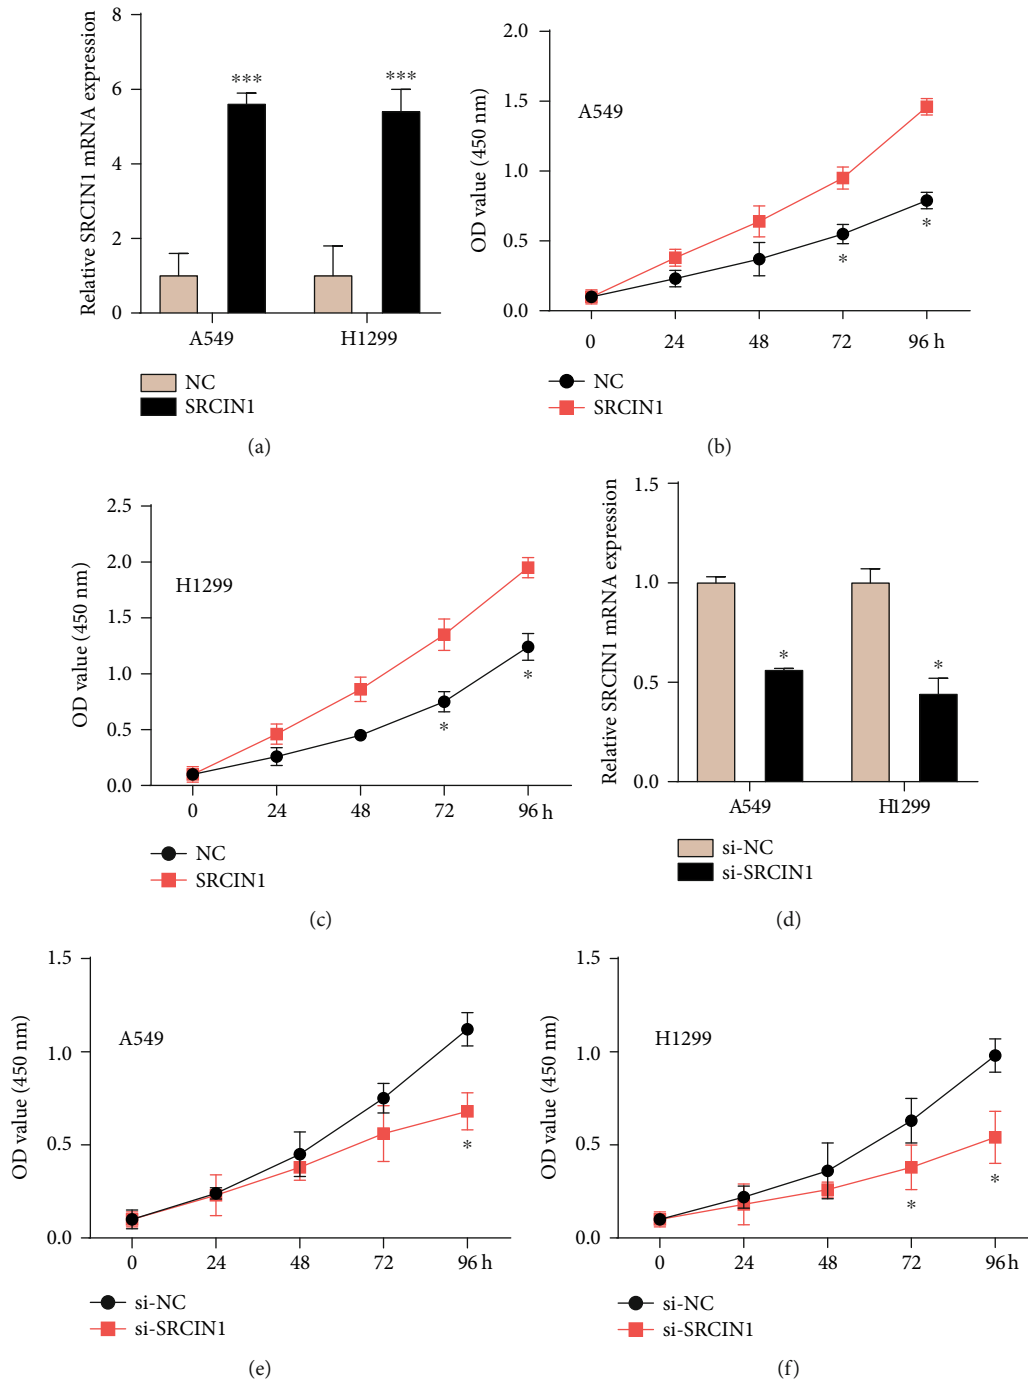 Relative SRCIN1 mRNA expression
8
6
4
2
0
***
***
A549
H1299
NC
SRCIN1
(a)
OD value (450 nm)
2.0
1.5
1.0
0.5
0.0
A549
*
*
0
24
48
72
96 h
NC
SRCIN1
(b)
OD value (450 nm)
2.5
2.0
1.5
1.0
0.5
0.0
H1299
*
*
0
24
48
72
96 h
NC
SRCIN1
(c)
Relative SRCIN1 mRNA expression
1.5
1.0
0.5
0.0
*
*
A549
H1299
si-NC
si-SRCIN1
(d)
OD value (450 nm)
1.5
1.0
0.5
0.0
A549
*
0
24
48
72
96 h
si-NC
si-SRCIN1
(e)
OD value (450 nm)
1.5
1.0
0.5
0.0
H1299
*
*
0
24
48
72
96 h
si-NC
si-SRCIN1
(f)